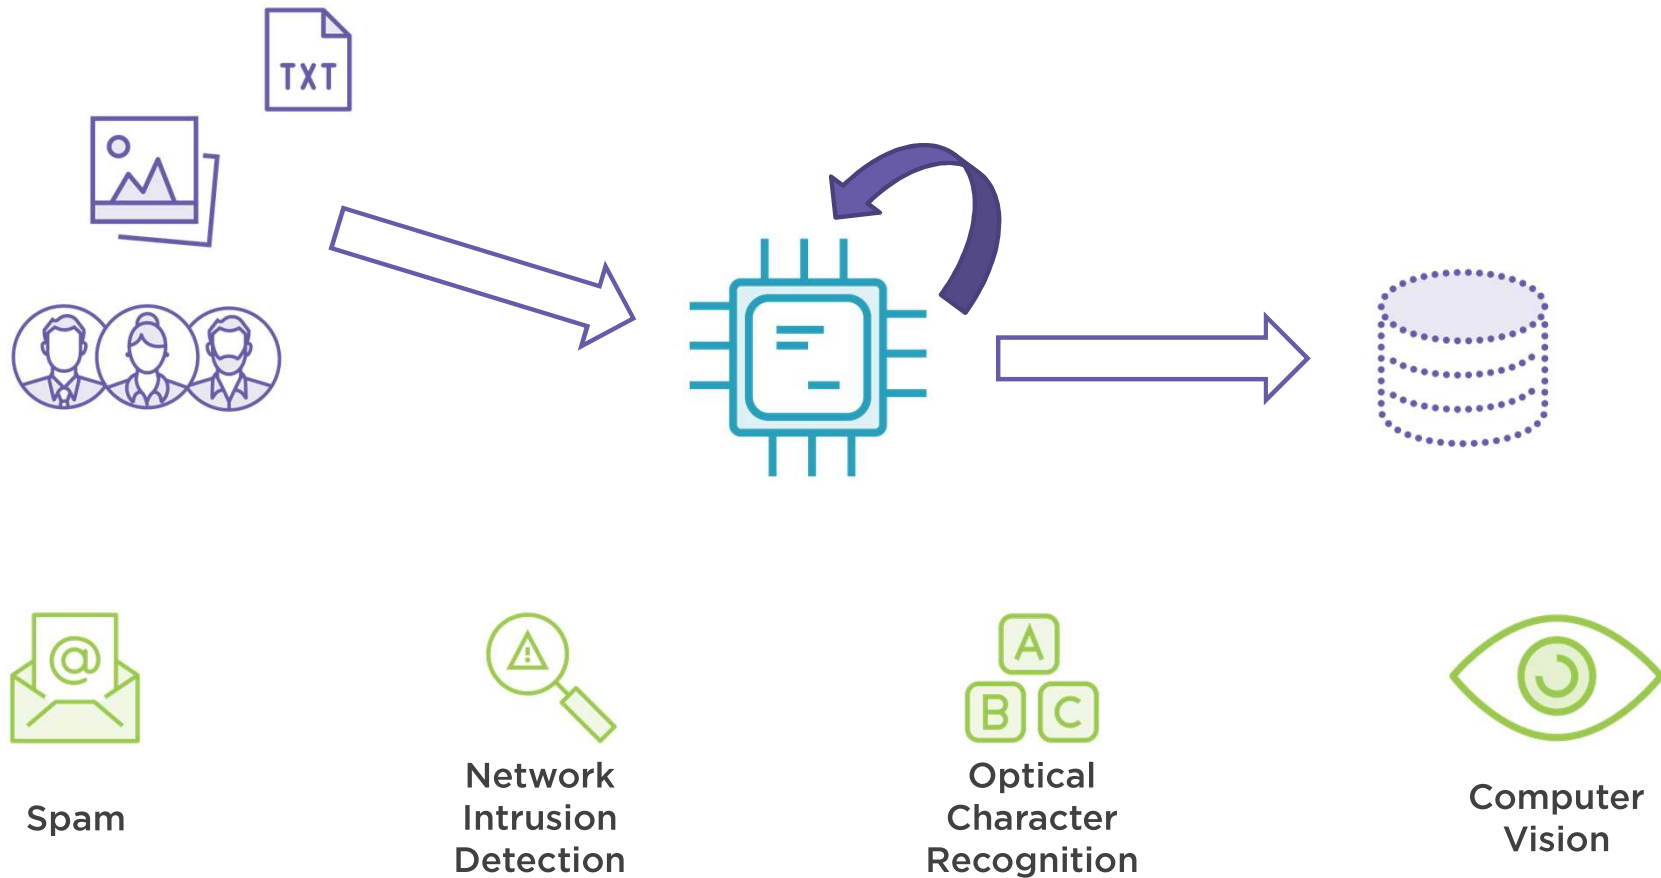 TXT
@
A
B C
Spam
Network
Intrusion
Detection
Optical
Character
Recognition
Computer
Vision